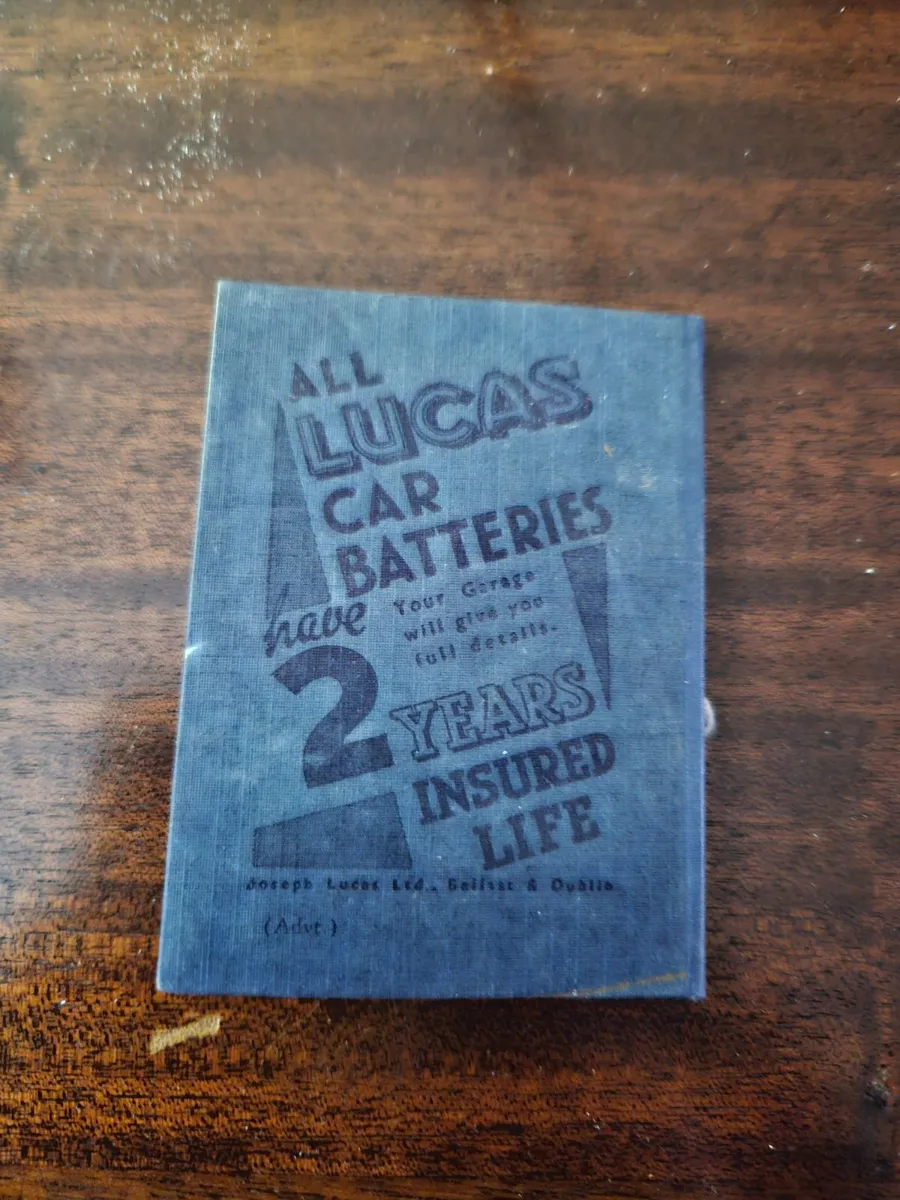 ALL
LUCAS
CAR
BATTERIES
have
Your Garage
will give you
full details.
2 YEARS
INSURED
LIFE
Joseph Lucas Ltd., Belfast & Dublin
(Advt.)